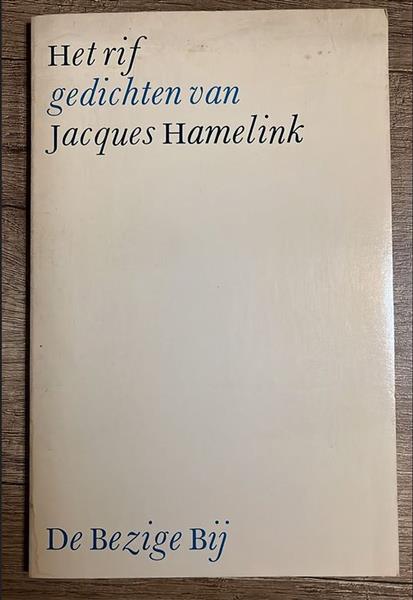 Het rif
gedichten van
Jacques Hamelink
De Bezige Bij